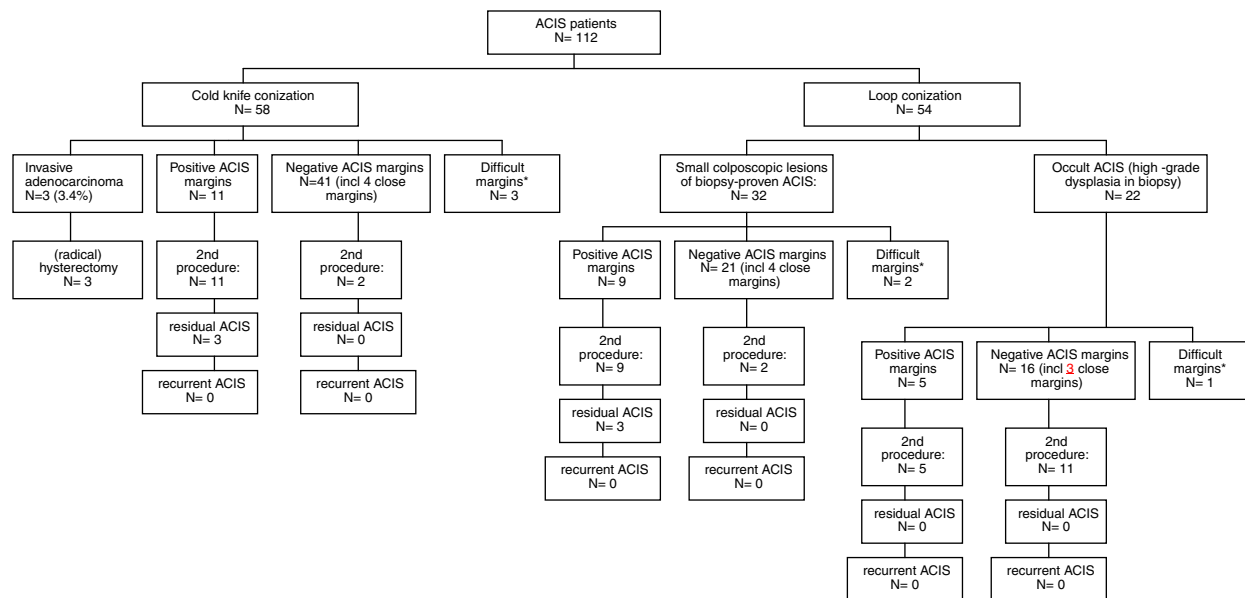 ACIS patients
N= 112
Cold knife conization
N= 58
Loop conization
N= 54
Invasive
adenocarcinoma
N=3 (3.4%)
Positive ACIS
margins
N= 11
Negative ACIS margins
N=41 (incl 4 close
margins)
Difficult
margins*
N= 3
Small colposcopic lesions
of biopsy-proven ACIS:
N= 32
Occult ACIS (high -grade
dysplasia in biopsy)
N= 22
(radical)
hysterectomy
N= 3
2nd
procedure:
N= 11
2nd
procedure:
N= 2
residual ACIS
N= 3
residual ACIS
N= 0
recurrent ACIS
N= 0
recurrent ACIS
N= 0
Positive ACIS
margins
N= 9
Negative ACIS margins
N= 21 (incl 4 close
margins)
Difficult
margins*
N= 2
2nd
procedure:
N= 9
2nd
procedure:
N= 2
residual ACIS
N= 3
residual ACIS
N= 0
recurrent ACIS
N= 0
recurrent ACIS
N= 0
Positive ACIS
margins
N= 5
Negative ACIS margins
N= 16 (incl 3 close
margins)
Difficult
margins*
N= 1
2nd
procedure:
N= 5
2nd
procedure:
N= 11
residual ACIS
N= 0
residual ACIS
N= 0
recurrent ACIS
N= 0
recurrent ACIS
N= 0